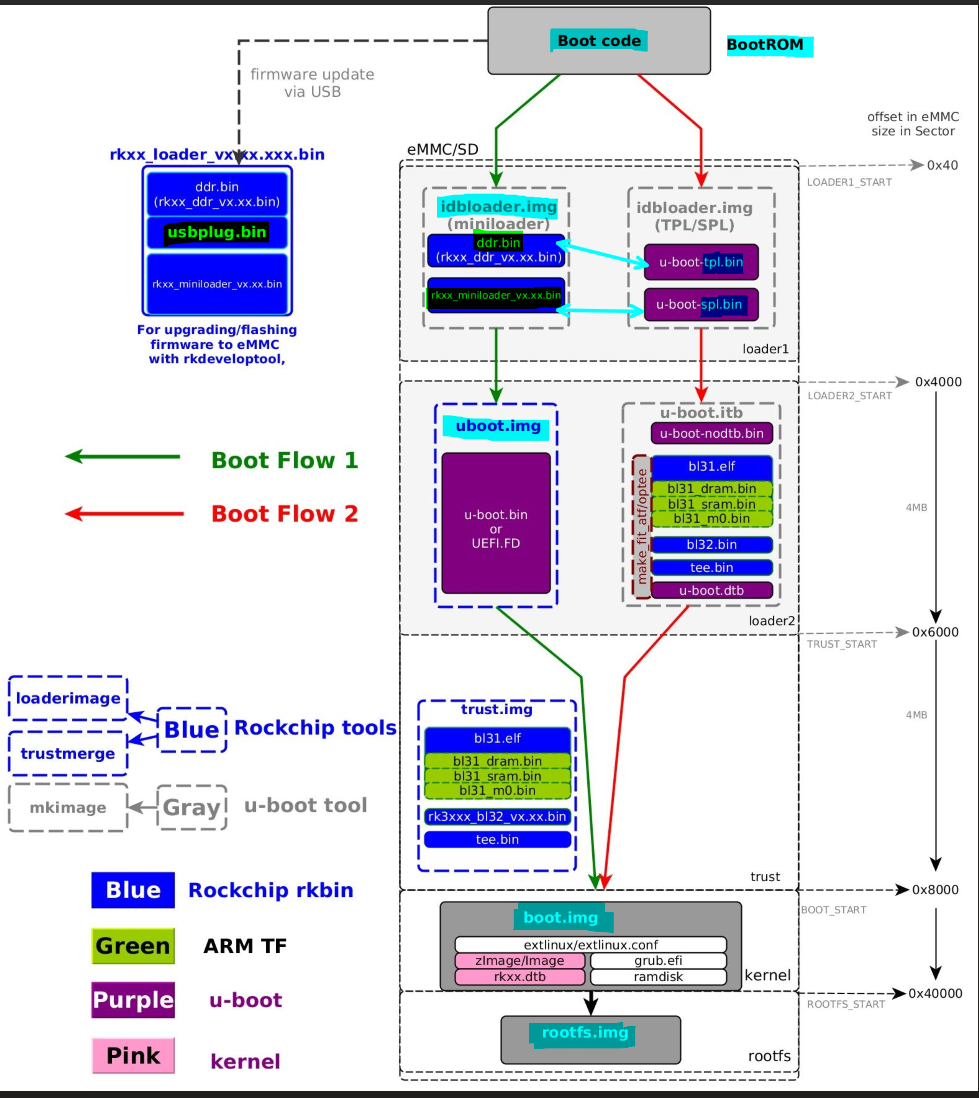 Boot code
BootROM
firmware update
via USB
offset in eMMC
size in Sector
rkxx_loader_vx.xx.xxx.bin
ddr.bin
(rkxx_ddr_vx.xx.bin)
usbplug.bin
rkxx_miniloader_vx.xx.bin
For upgrading/flashing
firmware to eMMC
with rkdeveloptool,
eMMC/SD
0x40
LOADER1_START
idbloader.img
(miniloader)
ddr.bin
(rkxx_ddr_vx.xx.bin)
rkxx_miniloader_vx.xx.bin
idbloader.img
(TPL/SPL)
u-boot-tpl.bin
u-boot-spl.bin
loader1
0x4000
LOADER2_START
uboot.img
u-boot.bin
or
UEFI.FD
u-boot.itb
u-boot-nodtb.bin
make_fit_atf/optee
bl31.elf
bl31_dram.bin
bl31_sram.bin
bl31_m0.bin
bl32.bin
tee.bin
u-boot.dtb
loader2
4MB
Boot Flow 1
Boot Flow 2
0x6000
TRUST_START
4MB
trust.img
bl31.elf
bl31_dram.bin
bl31_sram.bin
bl31_m0.bin
rk3xxx_bl32_vx.xx.bin
tee.bin
trust
loaderimage
trustmerge
Blue
Rockchip tools
mkimage
Gray
u-boot tool
0x8000
BOOT_START
boot.img
extlinux/extlinux.conf
zImage/Image
grub.efi
rkxx.dtb
ramdisk
kernel
0x40000
ROOTFS_START
rootfs.img
rootfs
Blue
Rockchip rkbin
Green
ARM TF
Purple
u-boot
Pink
kernel